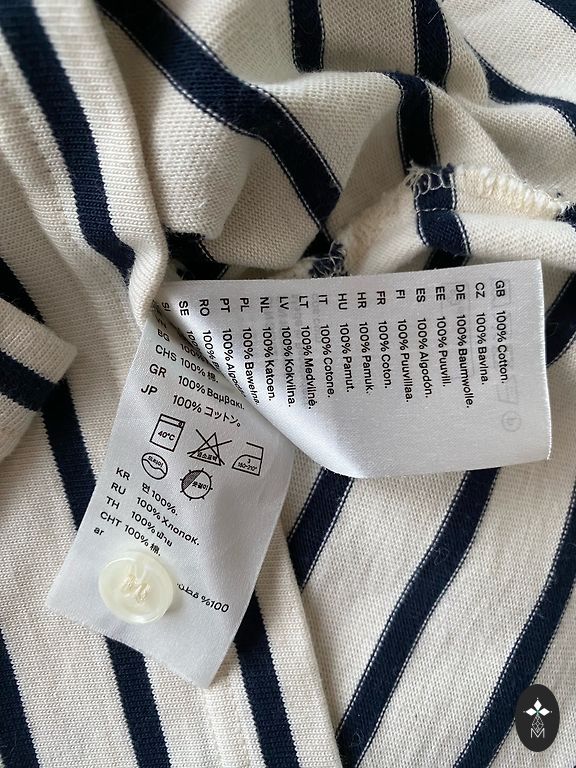 GB 100% Cotton.
CZ 100% Bavlna.
DE 100% Baumwolle.
EE 100% Puuvill.
ES 100% Algodón.
FI 100% Puuvillaa.
FR 100% Coton.
HR 100% Pamuk.
HU 100% Pamut.
IT 100% Cotone.
LT 100% Medvilnė.
LV 100% Kokvilna.
NL 100% Katoen.
PL 100% Bawełna.
PT 100% Algodão
RO 100%
SE 100%
BG
CHS 100% 棉.
GR 100% Βαμβάκι.
JP 100% コットン。
40°C
KR 면 100%.
RU 100% Хлопок.
TH 100% ฝ้าย
CHT 100% 棉.
ar
قطن %100
M